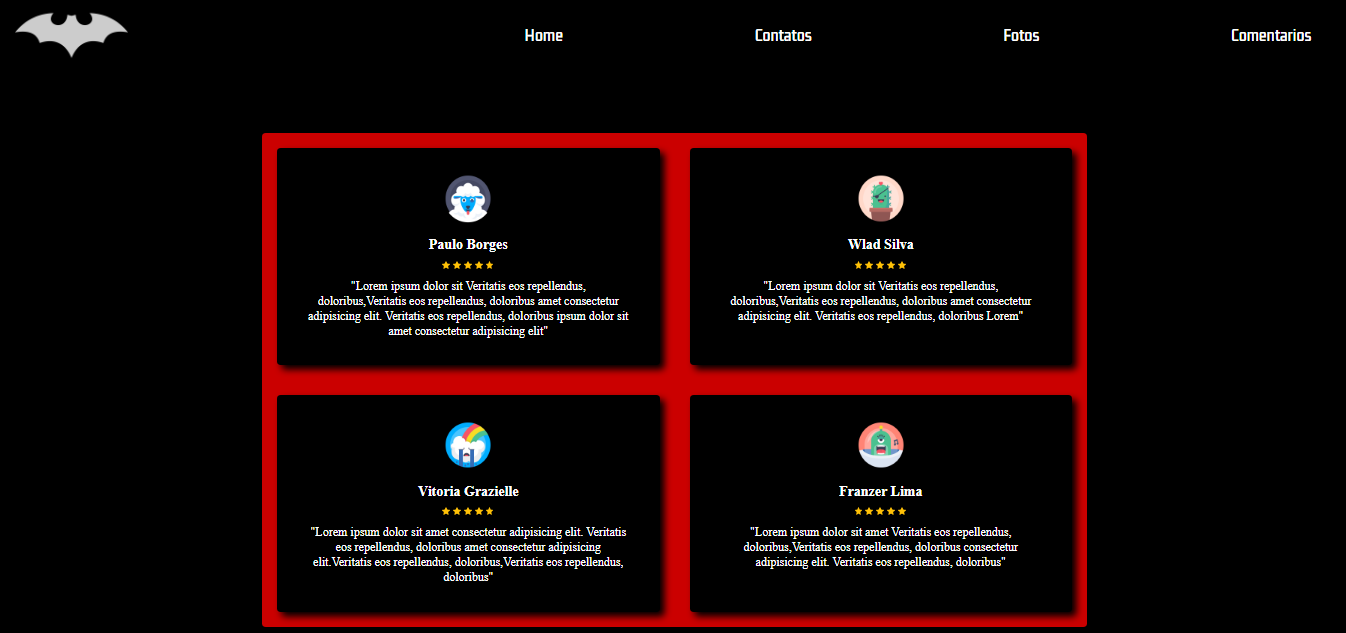 Home Contatos Fotos Comentarios
Paulo Borges
"Lorem ipsum dolor sit Veritatis eos repellendus,
doloribus,Veritatis eos repellendus, doloribus amet consectetur
adipisicing elit. Veritatis eos repellendus, doloribus ipsum dolor sit
amet consectetur adipisicing elit"
Wlad Silva
"Lorem ipsum dolor sit Veritatis eos repellendus,
doloribus,Veritatis eos repellendus, doloribus amet consectetur
adipisicing elit. Veritatis eos repellendus, doloribus Lorem"
Vitoria Grazielle
"Lorem ipsum dolor sit amet consectetur adipisicing elit. Veritatis
eos repellendus, doloribus amet consectetur adipisicing
elit.Veritatis eos repellendus, doloribus,Veritatis eos repellendus,
doloribus"
Franzer Lima
"Lorem ipsum dolor sit amet Veritatis eos repellendus,
doloribus,Veritatis eos repellendus, doloribus consectetur
adipisicing elit. Veritatis eos repellendus, doloribus"